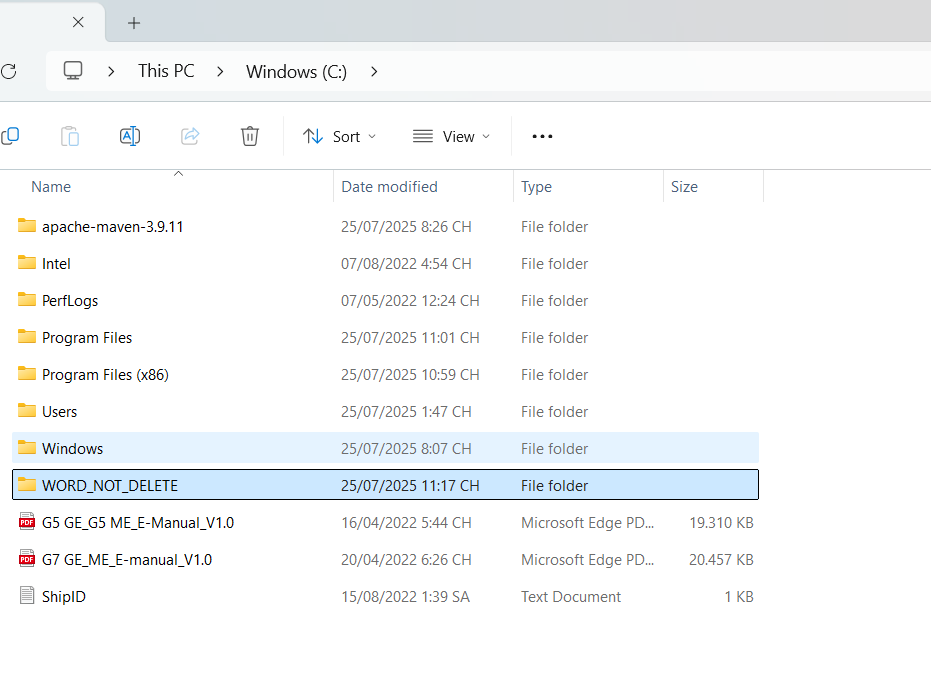 This PC Windows (C:)
Sort View
Name Date modified Type Size
apache-maven-3.9.11 25/07/2025 8:26 CH File folder
Intel 07/08/2022 4:54 CH File folder
PerfLogs 07/05/2022 12:24 CH File folder
Program Files 25/07/2025 11:01 CH File folder
Program Files (x86) 25/07/2025 10:59 CH File folder
Users 25/07/2025 1:47 CH File folder
Windows 25/07/2025 8:07 CH File folder
WORD_NOT_DELETE 25/07/2025 11:17 CH File folder
G5 GE_G5 ME_E-Manual_V1.0 16/04/2022 5:44 CH Microsoft Edge PD... 19.310 KB
G7 GE_ME_E-manual_V1.0 20/04/2022 6:26 CH Microsoft Edge PD... 20.457 KB
ShipID 15/08/2022 1:39 SA Text Document 1 KB